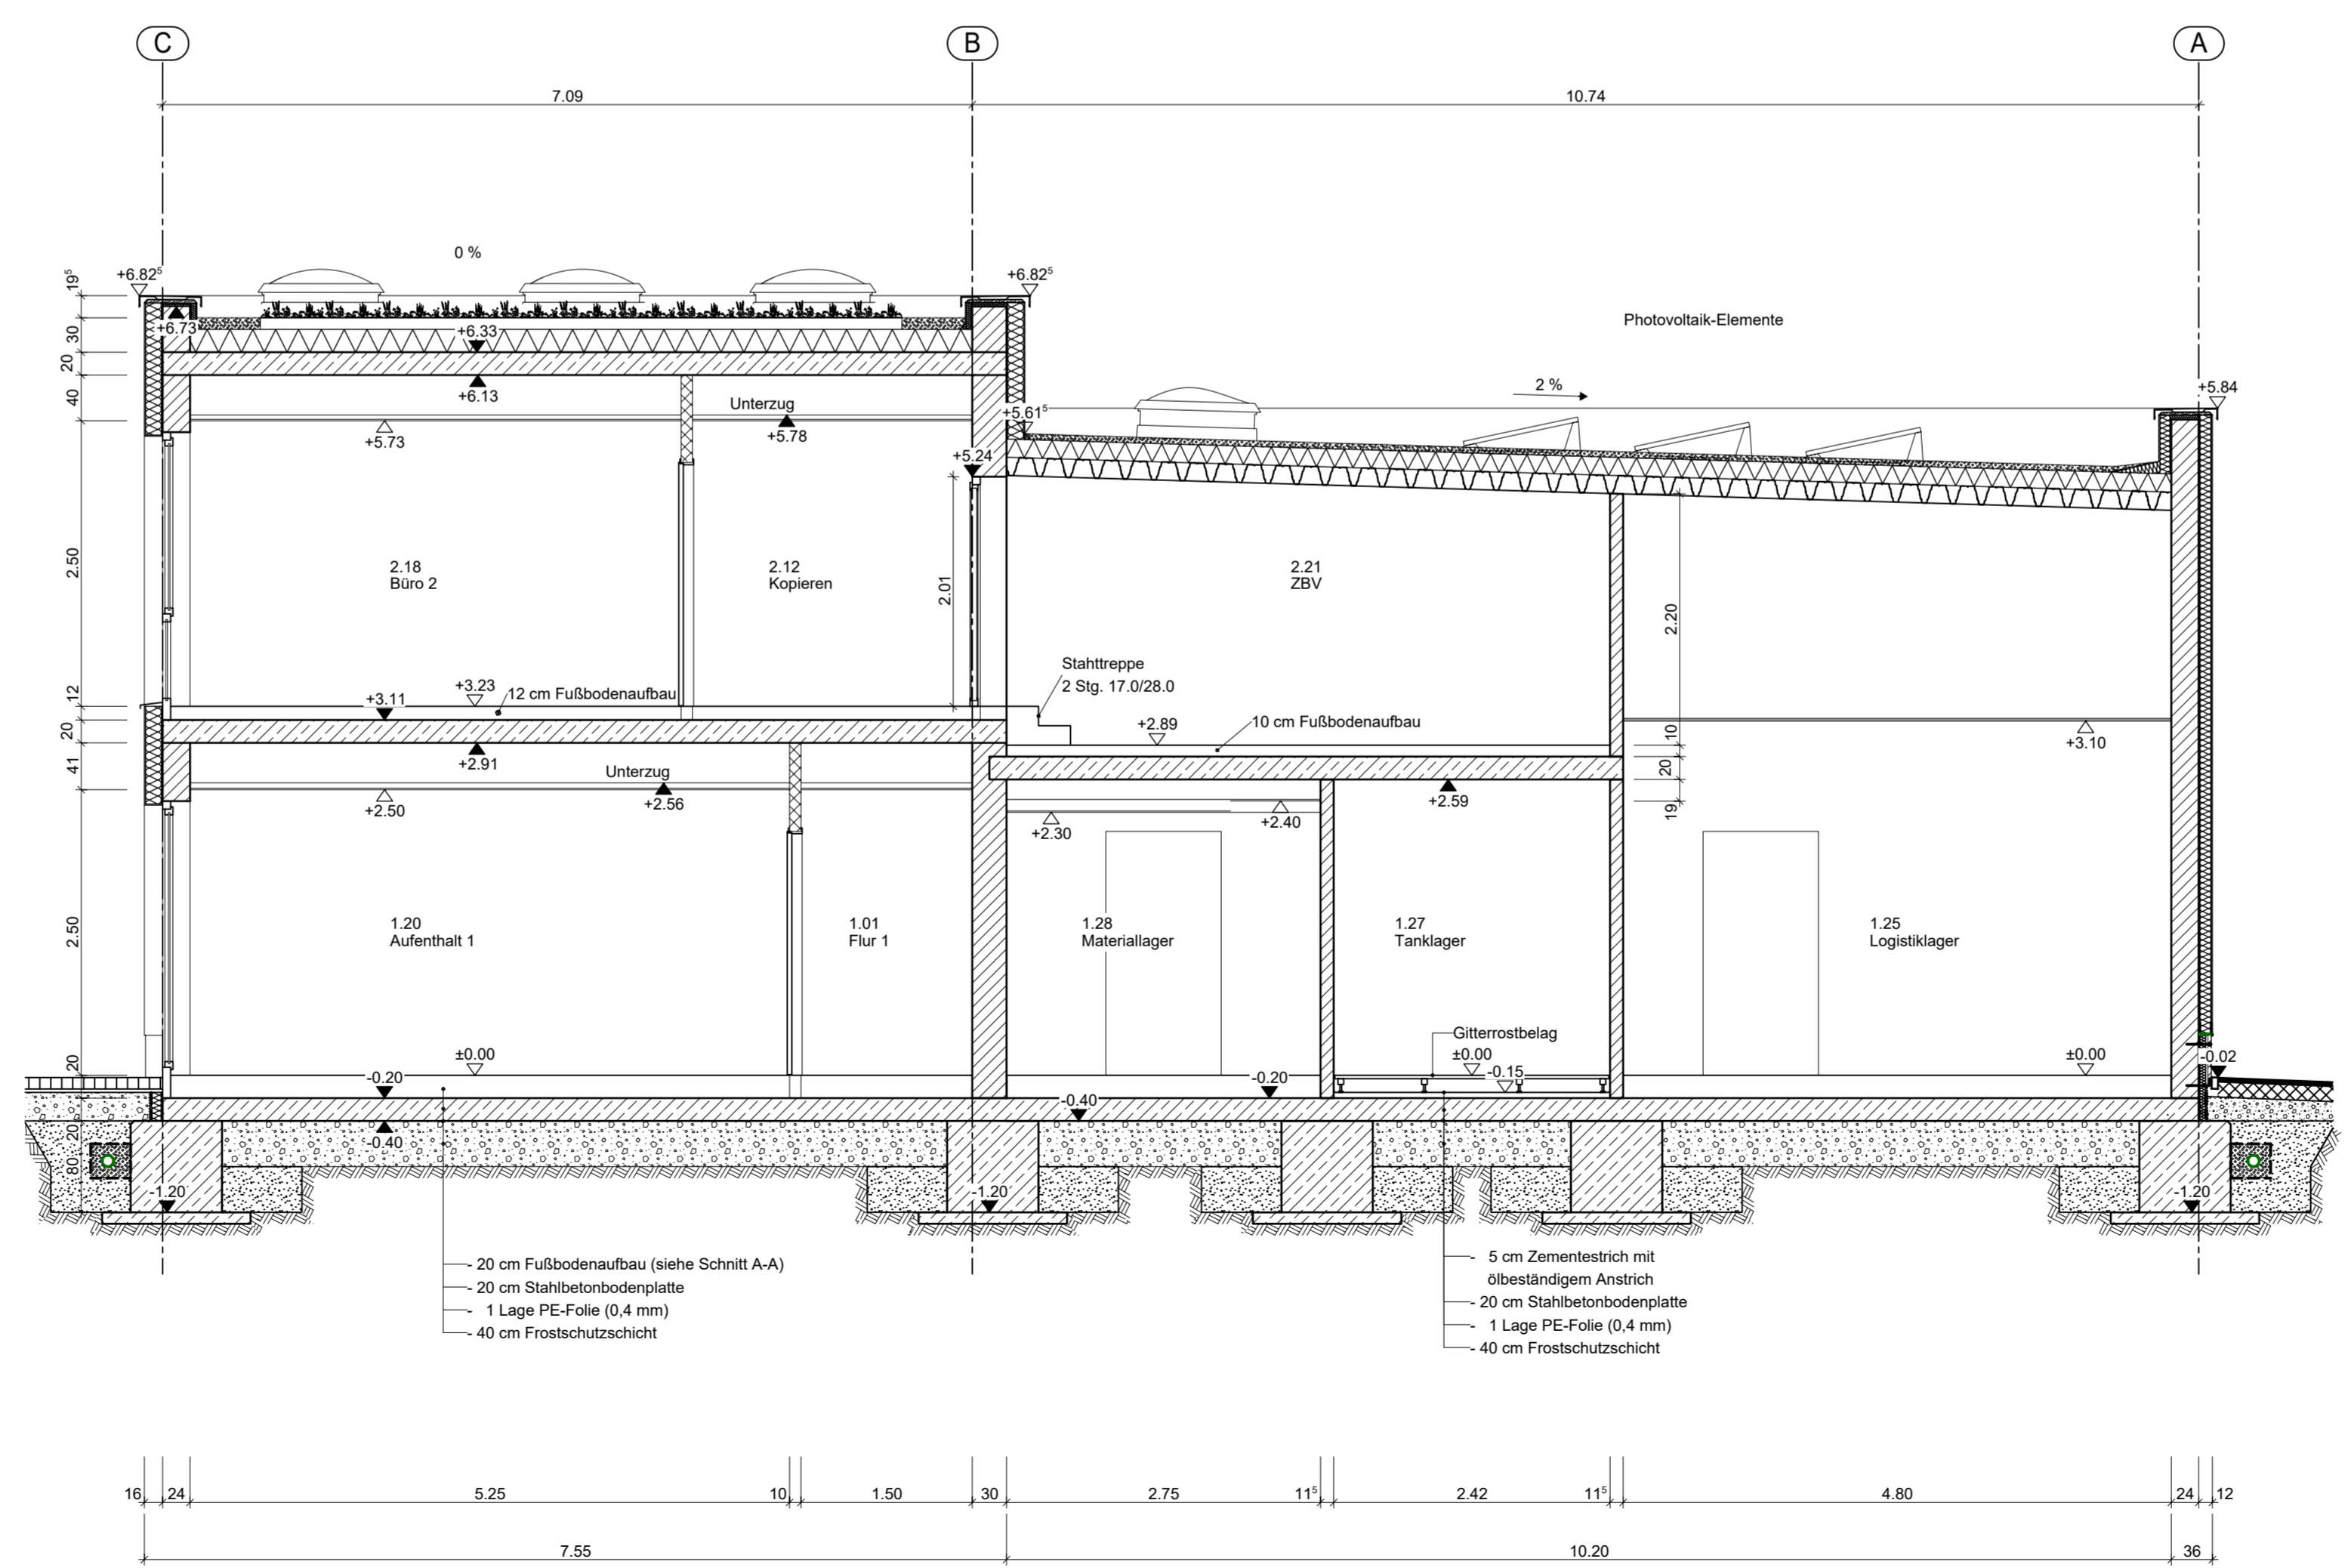 C
B
A
7.09
10.74
0 %
+6.82⁵
+6.82⁵
19⁵
30
20
40
2.50
12
20
41
2.50
20
20
80
+6.73
+6.33
Photovoltaik-Elemente
+6.13
Unterzug
+5.73
+5.78
2 %
+5.84
+5.61⁵
+5.24
2.18
Büro 2
2.12
Kopieren
2.01
2.21
ZBV
2.20
10
20
19
Stahttreppe
2 Stg. 17.0/28.0
+3.11
+3.23
12 cm Fußbodenaufbau
+2.89
10 cm Fußbodenaufbau
+3.10
+2.91
Unterzug
+2.50
+2.56
+2.59
+2.30
+2.40
1.20
Aufenthalt 1
1.01
Flur 1
1.28
Materiallager
1.27
Tanklager
1.25
Logistiklager
Gitterrostbelag
±0.00
±0.00
±0.00
-0.15
-0.02
-0.20
-0.20
-0.40
-0.40
-1.20
-1.20
-1.20
- 20 cm Fußbodenaufbau (siehe Schnitt A-A)
- 20 cm Stahlbetonbodenplatte
- 1 Lage PE-Folie (0,4 mm)
- 40 cm Frostschutzschicht
- 5 cm Zementestrich mit
ölbeständigem Anstrich
- 20 cm Stahlbetonbodenplatte
- 1 Lage PE-Folie (0,4 mm)
- 40 cm Frostschutzschicht
16 24 5.25 10 1.50 30 2.75 11⁵ 2.42 11⁵ 4.80 24 12
7.55 10.20 36